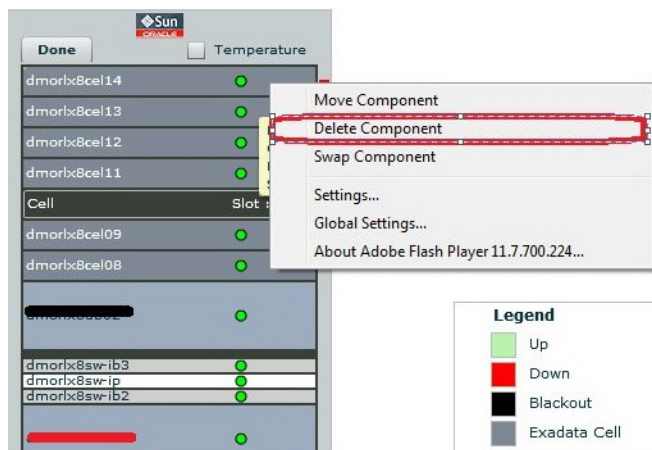 Sun
ORACLE
Done
Temperature
dmorlx8cel14
dmorlx8cel13
dmorlx8cel12
dmorlx8cel11
Cell Slot :
dmorlx8cel09
dmorlx8cel08
dmorlx8sw-ib3
dmorlx8sw-ip
dmorlx8sw-ib2
Move Component
Delete Component
Swap Component
Settings...
Global Settings...
About Adobe Flash Player 11.7.700.224...
Legend
Up
Down
Blackout
Exadata Cell